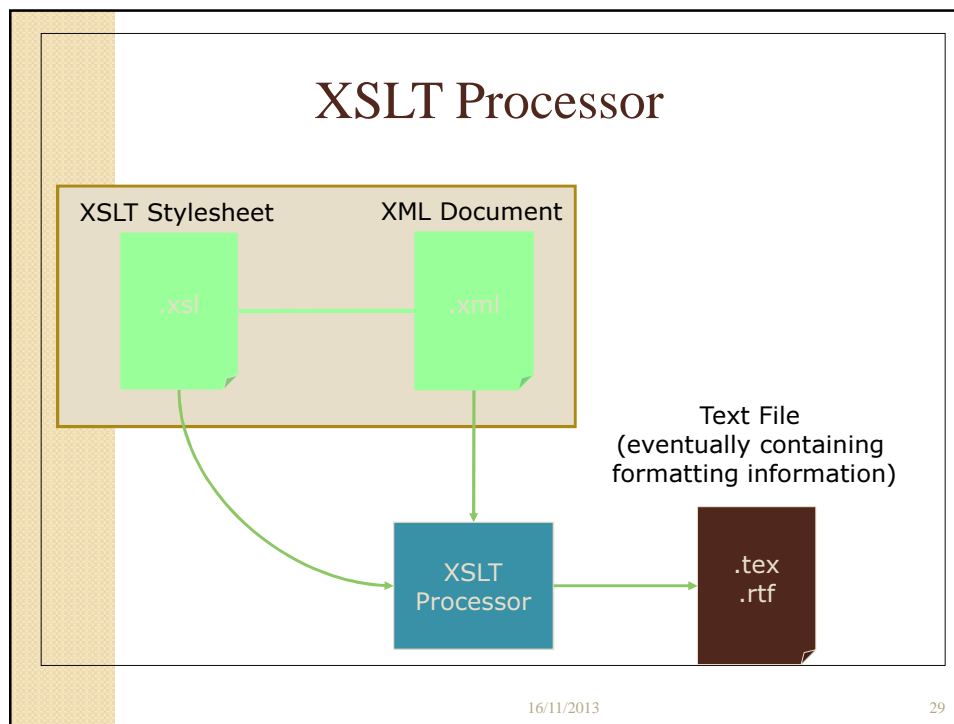 XSLT Processor
XSLT Stylesheet
XML Document
.xsl
.xml
Text File
(eventually containing
formatting information)
XSLT
Processor
.tex
.rtf
16/11/2013
29